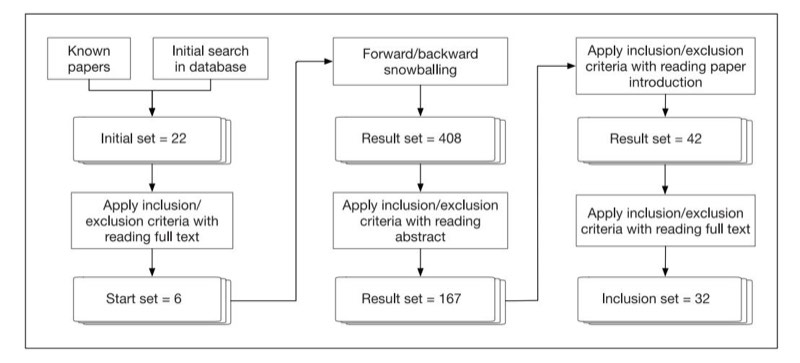 Known
papers
Initial search
in database
Initial set = 22
Apply inclusion/
exclusion criteria with
reading full text
Start set = 6
Forward/backward
snowballing
Result set = 408
Apply inclusion/exclusion
criteria with reading
abstract
Result set = 167
Apply inclusion/exclusion
criteria with reading paper
introduction
Result set = 42
Apply inclusion/exclusion
criteria with reading full text
Inclusion set = 32